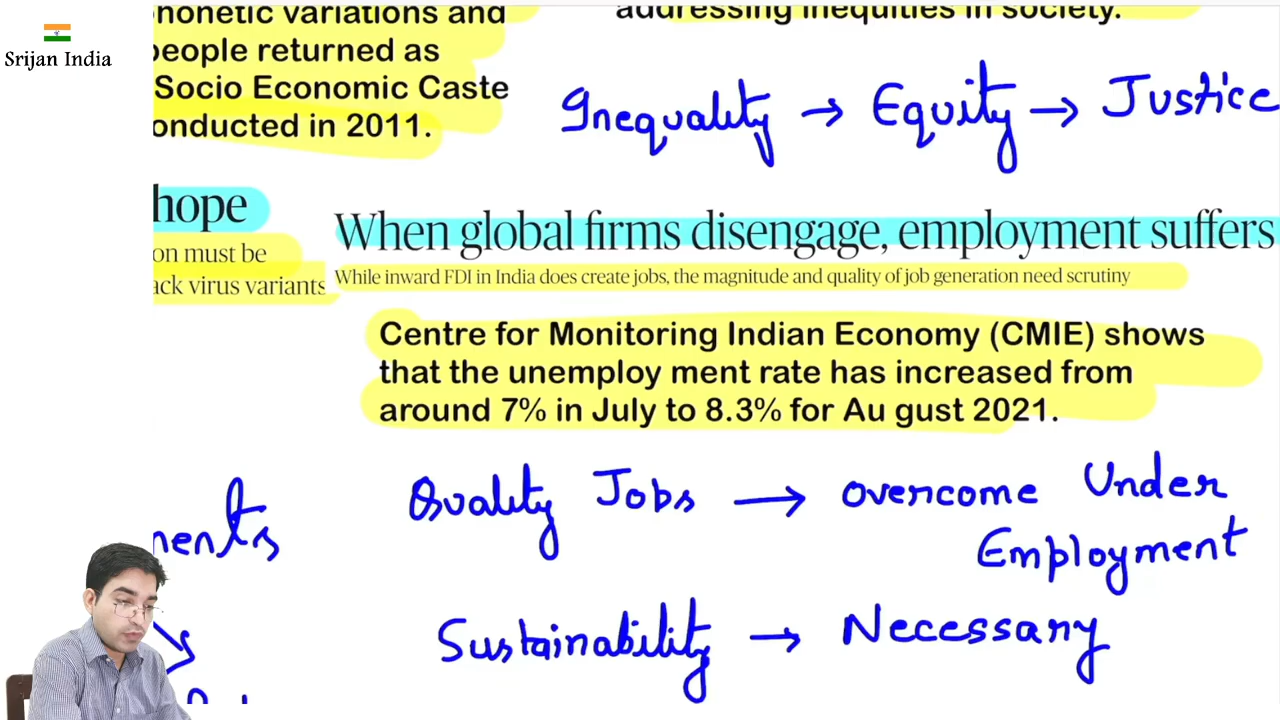 Srijan India
honetic variations and
people returned as
Socio Economic Caste
onducted in 2011.
addressing inequities in society.
Inequality → Equity → Justice
hope
on must be
ack virus variants
When global firms disengage, employment suffers
While inward FDI in India does create jobs, the magnitude and quality of job generation need scrutiny
Centre for Monitoring Indian Economy (CMIE) shows
that the unemploy ment rate has increased from
around 7% in July to 8.3% for Au gust 2021.
Quality Jobs → overcome Under
Employment
nents
Sustainability → Necessary